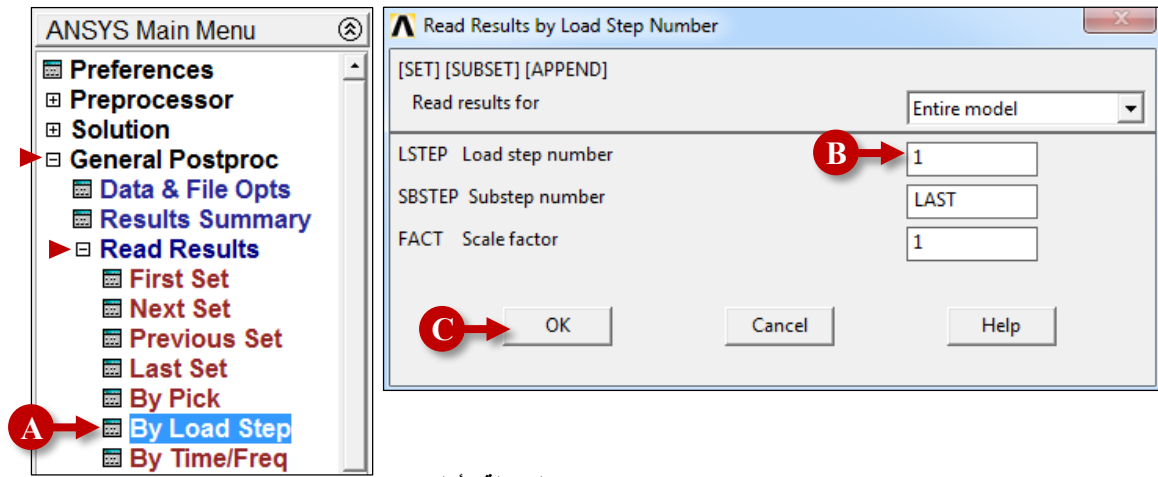 ANSYS Main Menu
Preferences
Preprocessor
Solution
General Postproc
Data & File Opts
Results Summary
Read Results
First Set
Next Set
Previous Set
Last Set
By Pick
A
By Load Step
By Time/Freq
Read Results by Load Step Number
[SET] [SUBSET] [APPEND]
Read results for Entire model
LSTEP Load step number B 1
SBSTEP Substep number LAST
FACT Scale factor 1
C OK Cancel Help